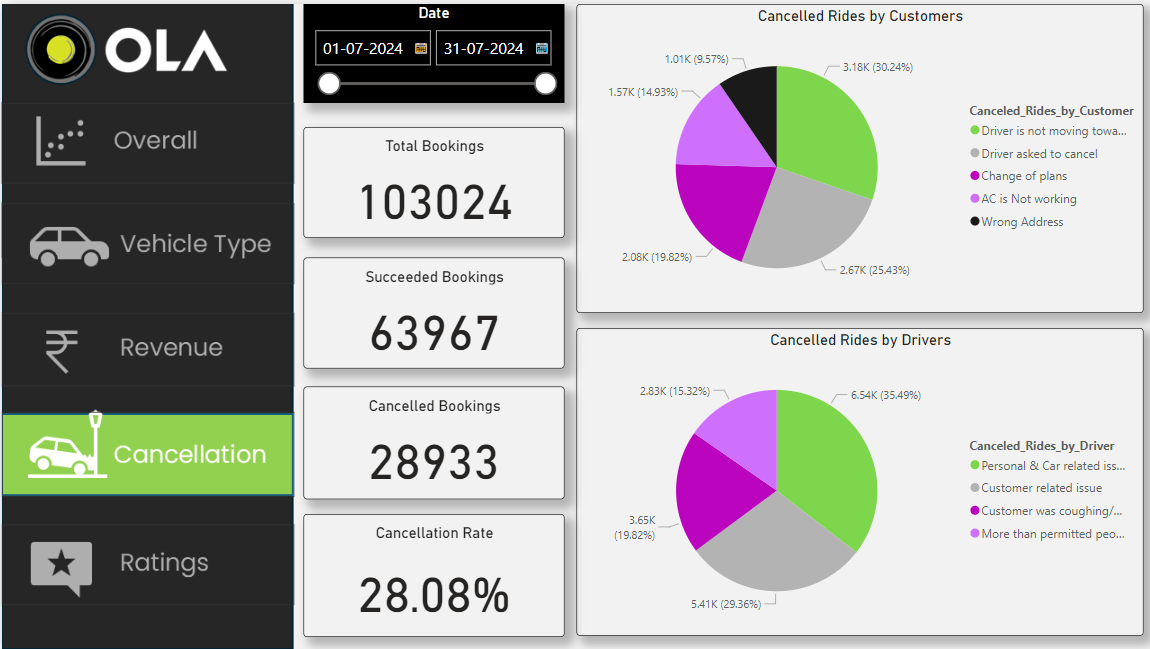 OLA
Overall
Vehicle Type
Revenue
Cancellation
Ratings
Date
01-07-2024 31-07-2024
Total Bookings
103024
Succeeded Bookings
63967
Cancelled Bookings
28933
Cancellation Rate
28.08%
Cancelled Rides by Customers
1.01K (9.57%)
3.18K (30.24%)
1.57K (14.93%)
2.08K (19.82%)
2.67K (25.43%)
Canceled_Rides_by_Customer
Driver is not moving towa...
Driver asked to cancel
Change of plans
AC is Not working
Wrong Address
Cancelled Rides by Drivers
2.83K (15.32%)
6.54K (35.49%)
3.65K
(19.82%)
5.41K (29.36%)
Canceled_Rides_by_Driver
Personal & Car related iss...
Customer related issue
Customer was coughing/...
More than permitted peo...